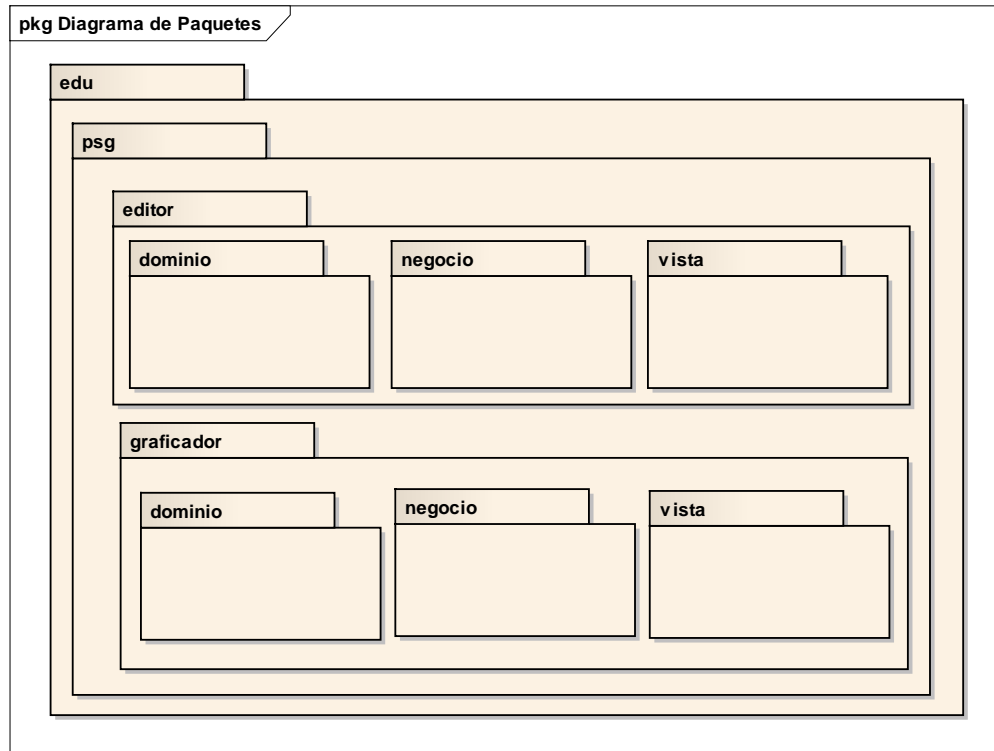 pkg Diagrama de Paquetes
edu
psg
editor
dominio
negocio
vista
graficador
dominio
negocio
vista